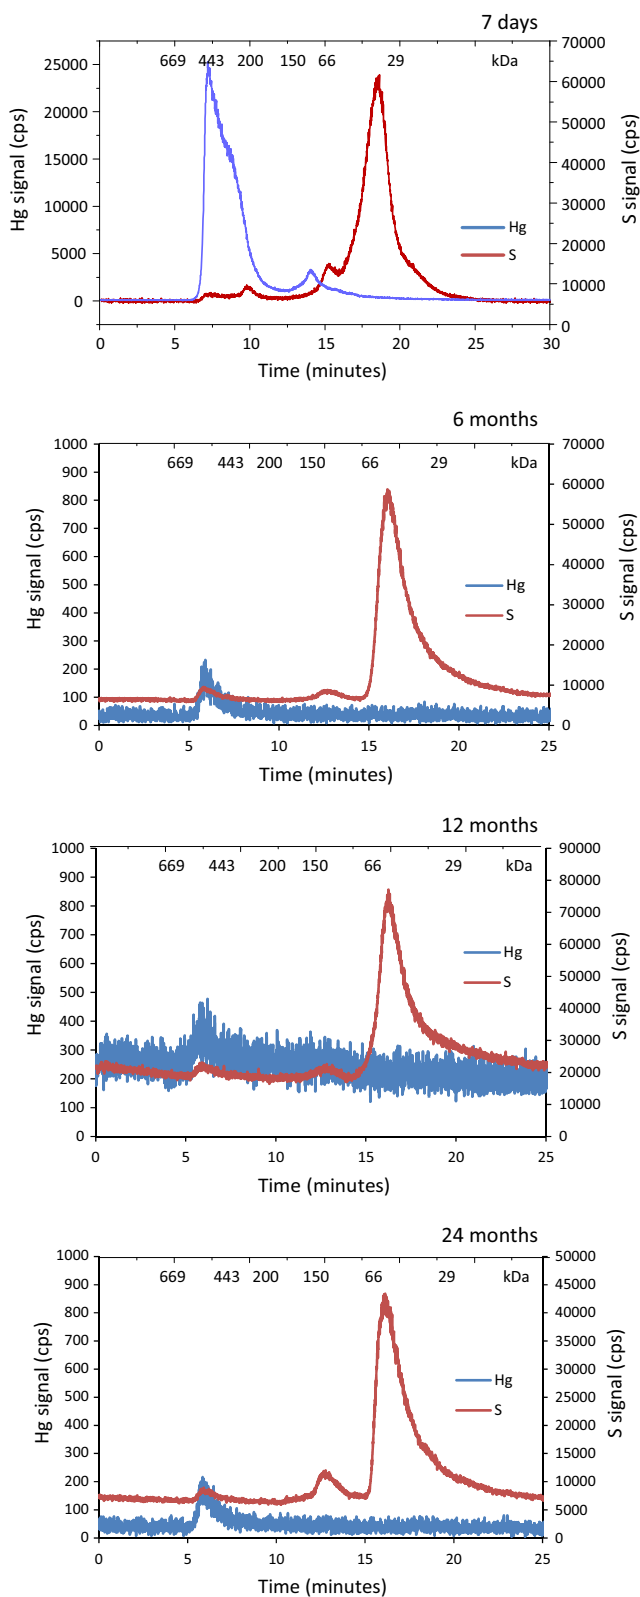 7 days
669 443 200 150 66 29 kDa
25000
20000
15000
10000
5000
0
Hg signal (cps)
70000
60000
50000
40000
30000
20000
10000
0
S signal (cps)
Hg
S
0 5 10 15 20 25 30
Time (minutes)
6 months
669 443 200 150 66 29 kDa
1000
900
800
700
600
500
400
300
200
100
0
Hg signal (cps)
70000
60000
50000
40000
30000
20000
10000
0
S signal (cps)
Hg
S
0 5 10 15 20 25
Time (minutes)
12 months
669 443 200 150 66 29 kDa
1000
900
800
700
600
500
400
300
200
100
0
Hg signal (cps)
90000
80000
70000
60000
50000
40000
30000
20000
10000
0
S signal (cps)
Hg
S
0 5 10 15 20 25
Time (minutes)
24 months
669 443 200 150 66 29 kDa
1000
900
800
700
600
500
400
300
200
100
0
Hg signal (cps)
50000
45000
40000
35000
30000
25000
20000
15000
10000
5000
0
S signal (cps)
Hg
S
0 5 10 15 20 25
Time (minutes)